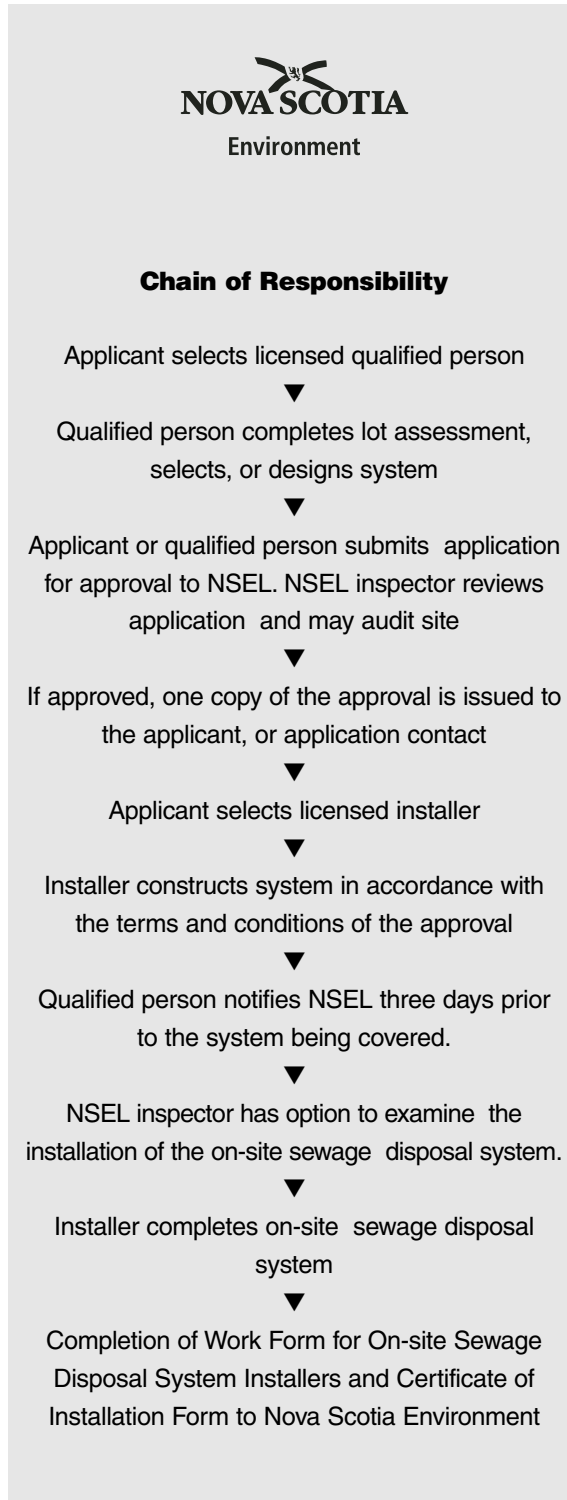 NOVA SCOTIA
Environment
Chain of Responsibility
Applicant selects licensed qualified person
▼
Qualified person completes lot assessment,
selects, or designs system
▼
Applicant or qualified person submits application
for approval to NSEL. NSEL inspector reviews
application and may audit site
▼
If approved, one copy of the approval is issued to
the applicant, or application contact
▼
Applicant selects licensed installer
▼
Installer constructs system in accordance with
the terms and conditions of the approval
▼
Qualified person notifies NSEL three days prior
to the system being covered.
▼
NSEL inspector has option to examine the
installation of the on-site sewage disposal system.
▼
Installer completes on-site sewage disposal
system
▼
Completion of Work Form for On-site Sewage
Disposal System Installers and Certificate of
Installation Form to Nova Scotia Environment